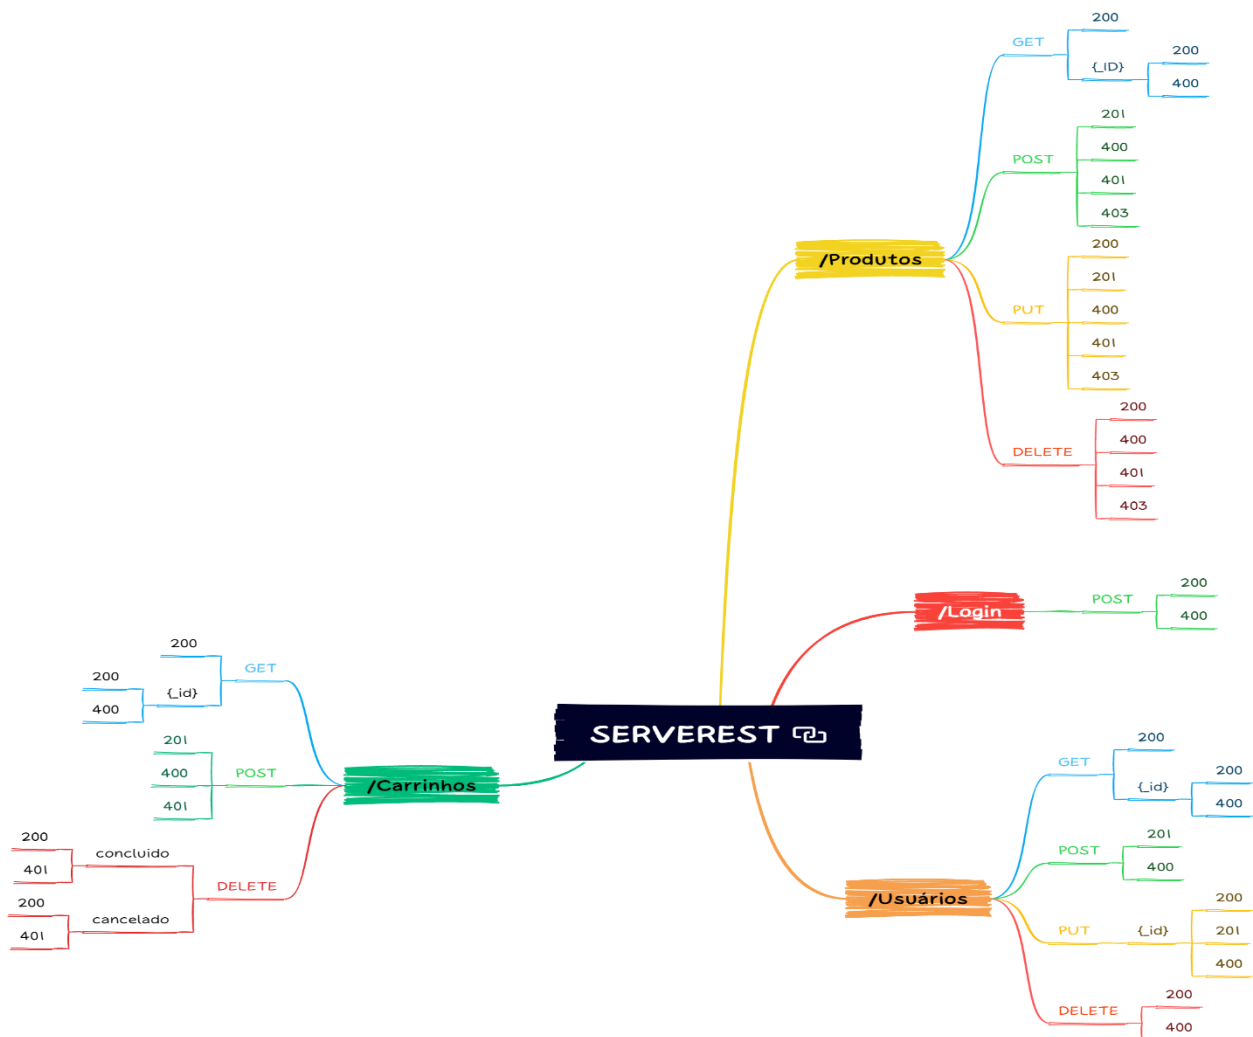 SERVEREST
/Produtos
GET
200
{_ID}
200
400
POST
201
400
401
403
PUT
200
201
400
401
403
DELETE
200
400
401
403
/Login
POST
200
400
/Usuários
GET
200
{_id}
200
400
POST
201
400
PUT
{_id}
200
201
400
DELETE
200
400
/Carrinhos
GET
200
{_id}
200
400
POST
201
400
401
DELETE
concluido
200
401
cancelado
200
401